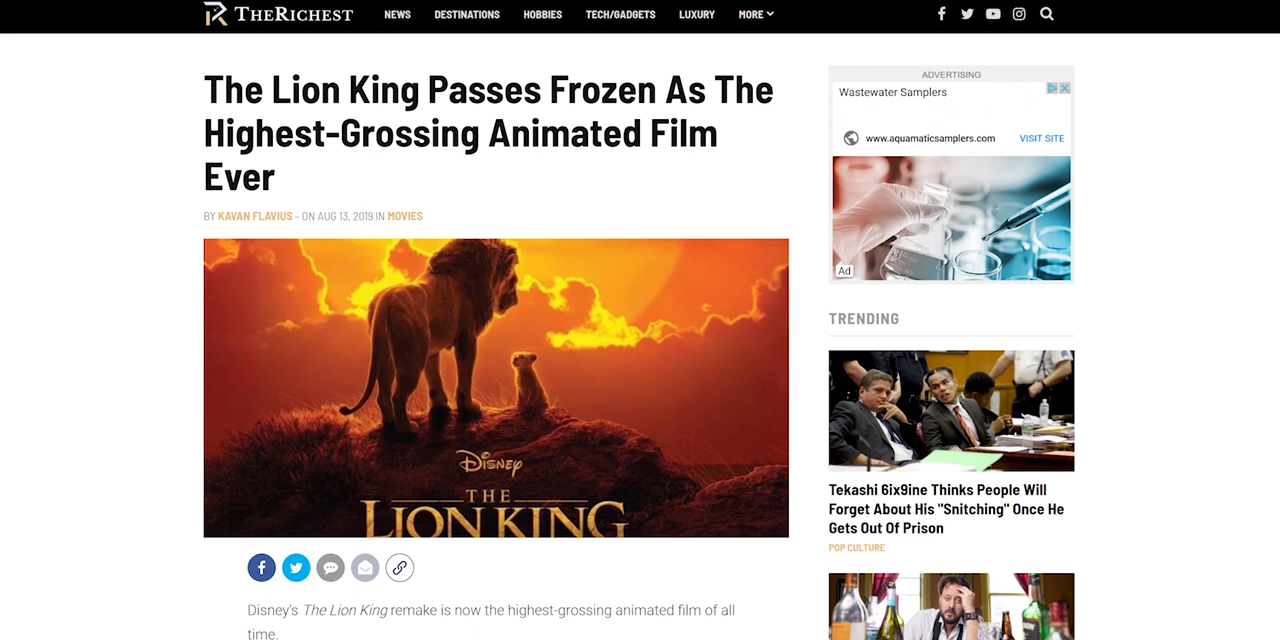 THERICHEST
NEWS DESTINATIONS HOBBIES TECH/GADGETS LUXURY MORE
The Lion King Passes Frozen As The
Highest-Grossing Animated Film
Ever
BY KAVAN FLAVIUS – ON AUG 13, 2019 IN MOVIES
DISNEY
THE
LION KING
Disney's The Lion King remake is now the highest-grossing animated film of all
time.
ADVERTISING
Wastewater Samplers
www.aquamaticsamplers.com VISIT SITE
Ad
TRENDING
Tekashi 6ix9ine Thinks People Will
Forget About His "Snitching" Once He
Gets Out Of Prison
POP CULTURE